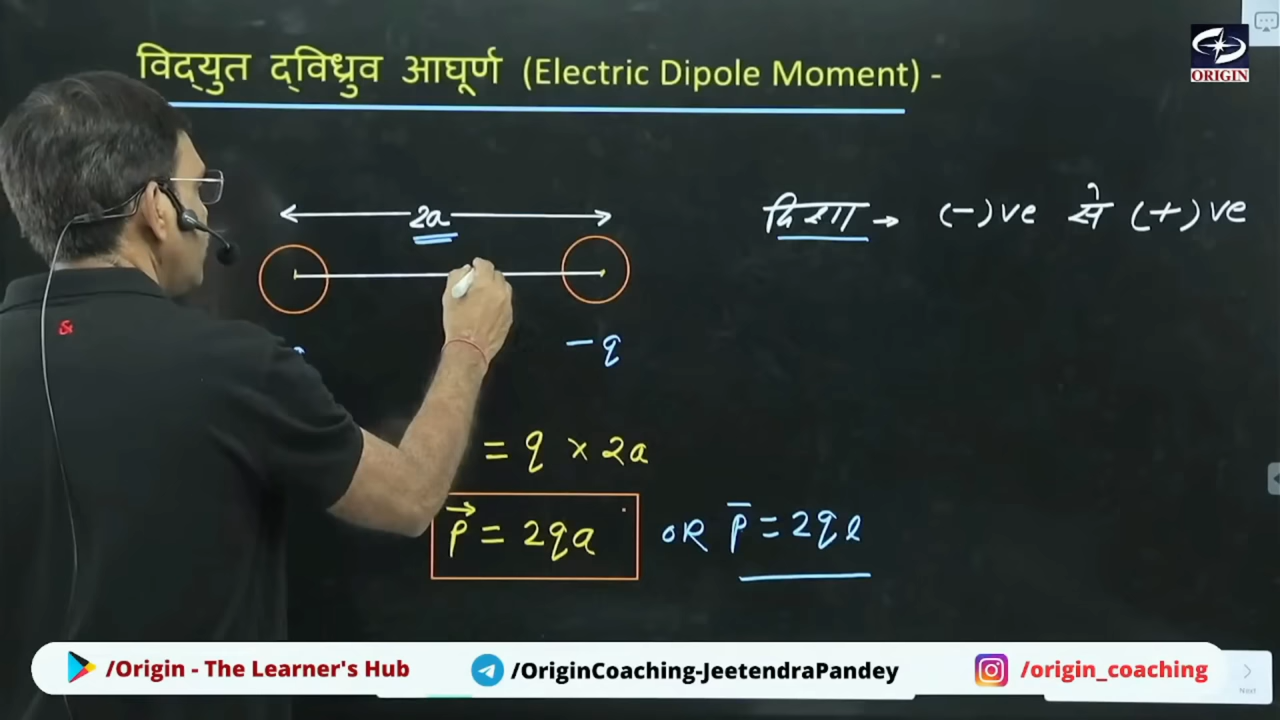 विद्युत द्विध्रुव आघूर्ण (Electric Dipole Moment) -
ORIGIN
2a
दिशा → (-)ve से (+)ve
-q
= q × 2a
p⃗ = 2qa OR p̅ = 2ql
/Origin - The Learner's Hub
/OriginCoaching-JeetendraPandey
/origin_coaching
Next